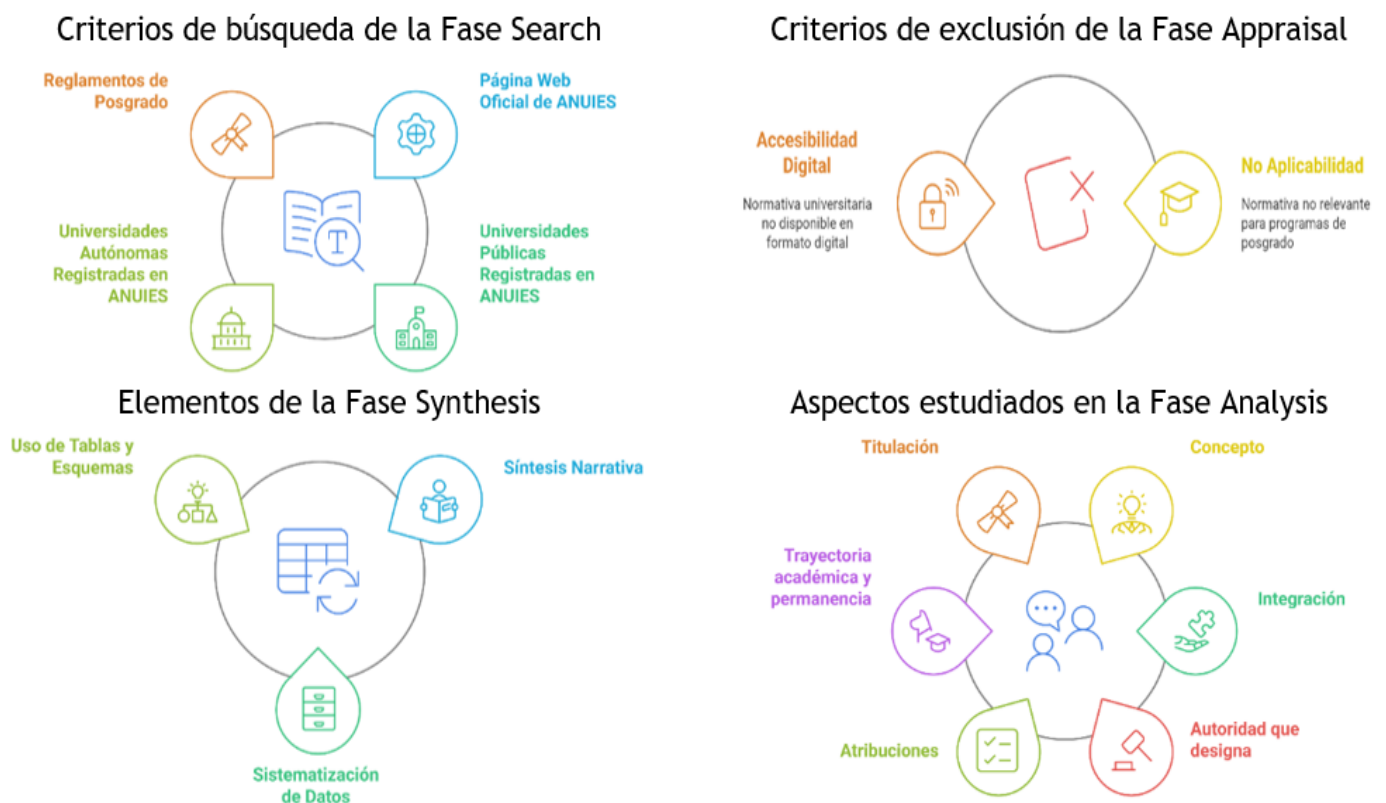 Criterios de búsqueda de la Fase Search
Reglamentos de
Posgrado
Página Web
Oficial de ANUIES
Universidades
Autónomas
Registradas en
ANUIES
T
Universidades
Públicas
Registradas en
ANUIES
Criterios de exclusión de la Fase Appraisal
Accesibilidad
Digital
Normativa universitaria
no disponible en
formato digital
No Aplicabilidad
Normativa no relevante
para programas de
posgrado
Elementos de la Fase Synthesis
Uso de Tablas y
Esquemas
Síntesis Narrativa
Sistematización
de Datos
Aspectos estudiados en la Fase Analysis
Titulación
Concepto
Trayectoria
académica y
permanencia
Integración
Atribuciones
Autoridad que
designa